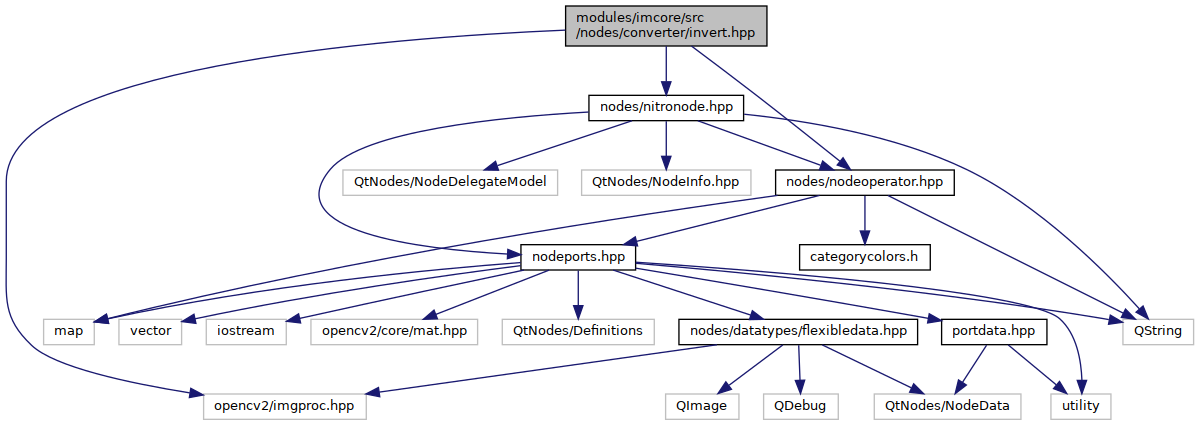 modules/imcore/src
/nodes/converter/invert.hpp
nodes/nitronode.hpp
QtNodes/NodeDelegateModel
QtNodes/NodeInfo.hpp
nodes/nodeoperator.hpp
nodeports.hpp
categorycolors.h
map
vector
iostream
opencv2/core/mat.hpp
QtNodes/Definitions
nodes/datatypes/flexibledata.hpp
portdata.hpp
QString
opencv2/imgproc.hpp
QImage
QDebug
QtNodes/NodeData
utility